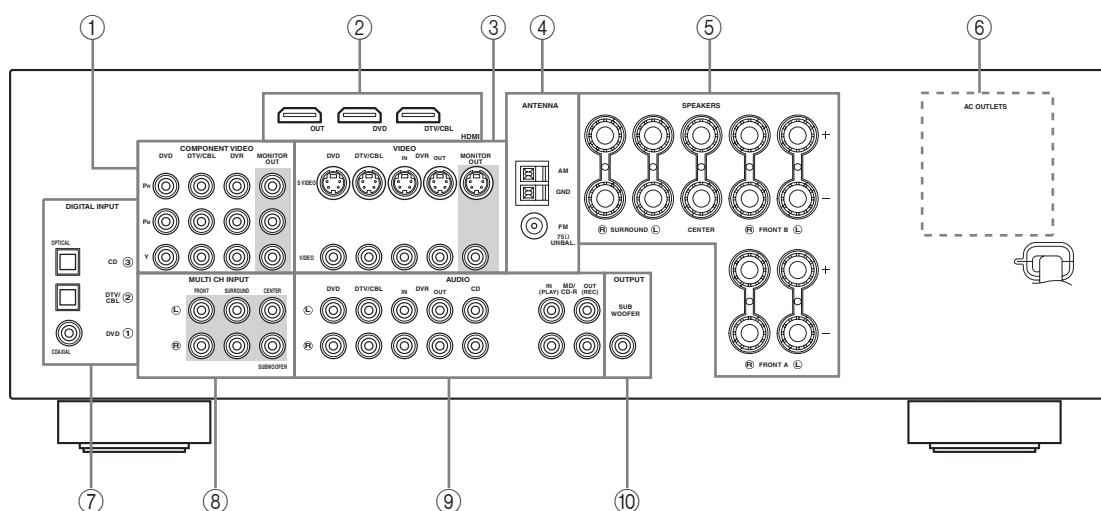 ① ② ③ ④ ⑤ ⑥
ANTENNA
SPEAKERS
AC OUTLETS
OUT DVD DTV/CBL
HDMI
COMPONENT VIDEO
DVD DTV/CBL DVR MONITOR OUT
PR
PB
Y
VIDEO
DVD DTV/CBL IN DVR OUT MONITOR OUT
S VIDEO
VIDEO
AM
GND
FM
75Ω
UNBAL.
+
–
R SURROUND L CENTER R FRONT B L
+
–
R FRONT A L
DIGITAL INPUT
OPTICAL
CD ③
DTV/
CBL ②
DVD ①
COAXIAL
MULTI CH INPUT
FRONT SURROUND CENTER
L
R
SUBWOOFER
AUDIO
DVD DTV/CBL IN DVR OUT CD IN (PLAY) MD/CD-R OUT (REC)
L
R
OUTPUT
SUB
WOOFER
⑦ ⑧ ⑨ ⑩